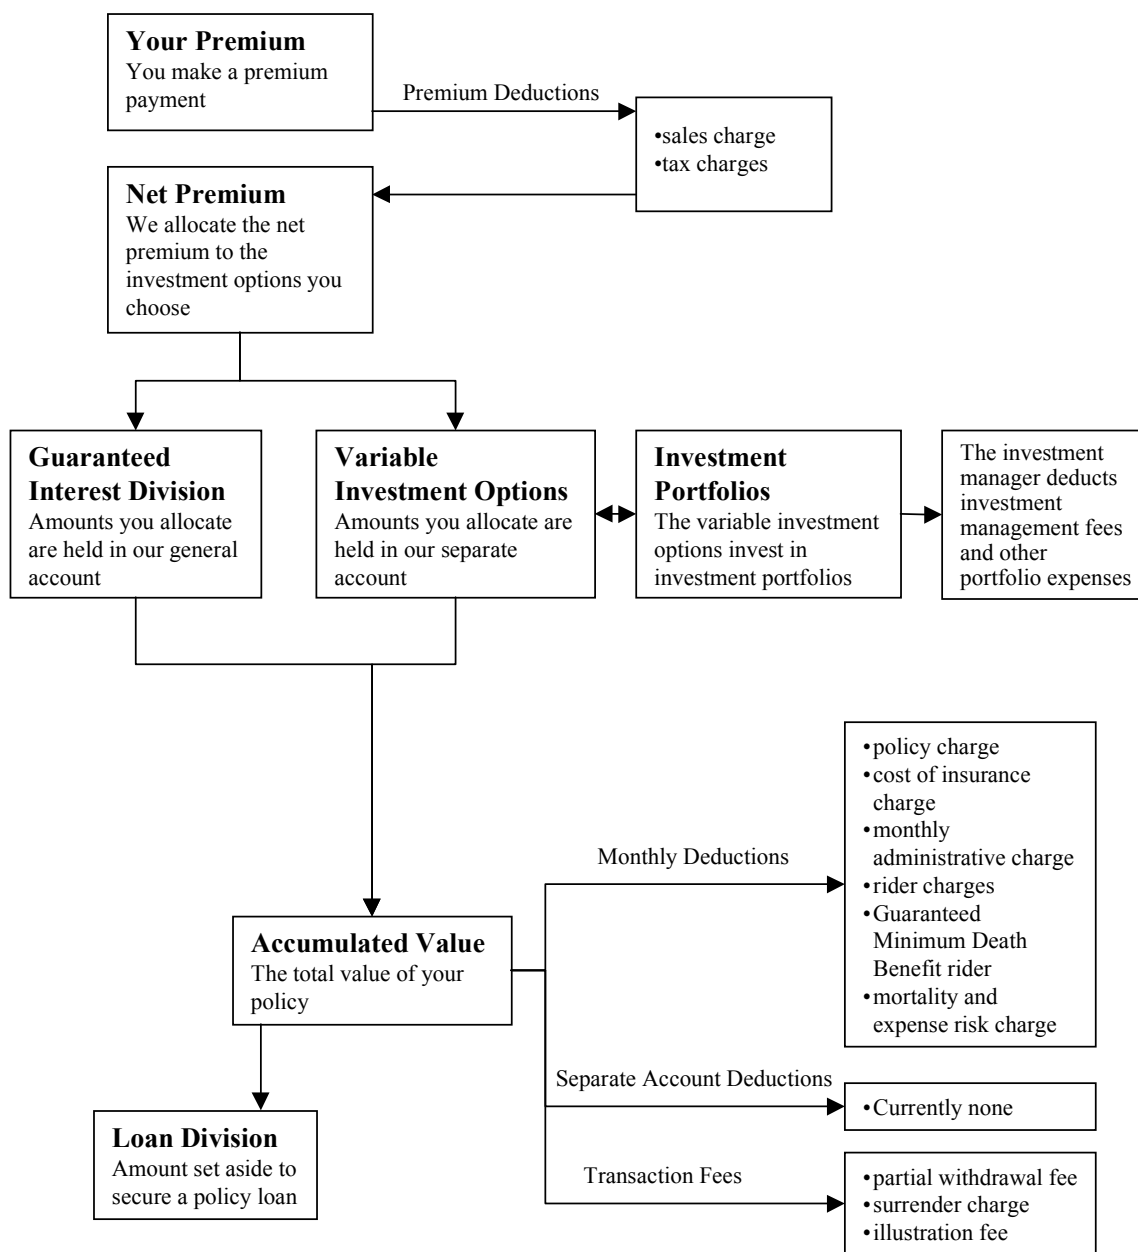 Your Premium
You make a premium
payment
Premium Deductions
•sales charge
•tax charges
Net Premium
We allocate the net
premium to the
investment options you
choose
Guaranteed
Interest Division
Amounts you allocate
are held in our general
account
Variable
Investment Options
Amounts you allocate are
held in our separate
account
Investment
Portfolios
The variable investment
options invest in
investment portfolios
The investment
manager deducts
investment
management fees
and other
portfolio expenses
Monthly Deductions
•policy charge
•cost of insurance
charge
•monthly
administrative charge
•rider charges
•Guaranteed
Minimum Death
Benefit rider
•mortality and
expense risk charge
Accumulated Value
The total value of your
policy
Separate Account Deductions
•Currently none
Loan Division
Amount set aside to
secure a policy loan
Transaction Fees
•partial withdrawal fee
•surrender charge
•illustration fee